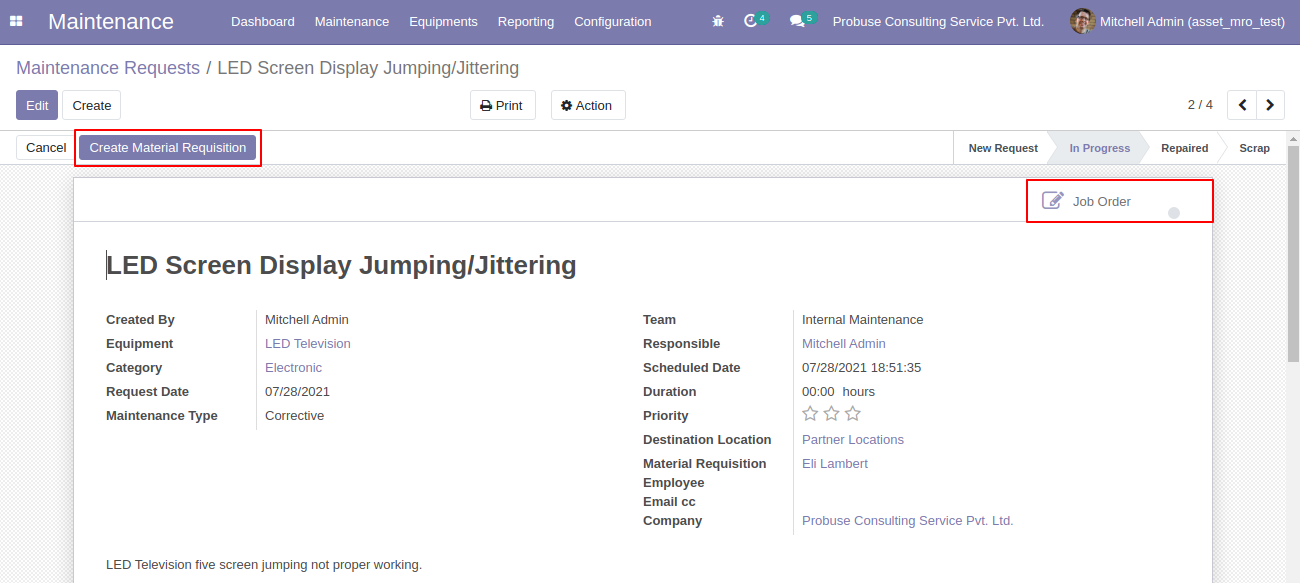 Maintenance Dashboard Maintenance Equipments Reporting Configuration 4 5 Probuse Consulting Service Pvt. Ltd. Mitchell Admin (asset_mro_test)
Maintenance Requests / LED Screen Display Jumping/Jittering
Edit Create Print Action 2 / 4
Cancel Create Material Requisition New Request In Progress Repaired Scrap
Job Order
LED Screen Display Jumping/Jittering
Created By Mitchell Admin
Equipment LED Television
Category Electronic
Request Date 07/28/2021
Maintenance Type Corrective
Team Internal Maintenance
Responsible Mitchell Admin
Scheduled Date 07/28/2021 18:51:35
Duration 00:00 hours
Priority
Destination Location Partner Locations
Material Requisition Eli Lambert
Employee
Email cc
Company Probuse Consulting Service Pvt. Ltd.
LED Television five screen jumping not proper working.